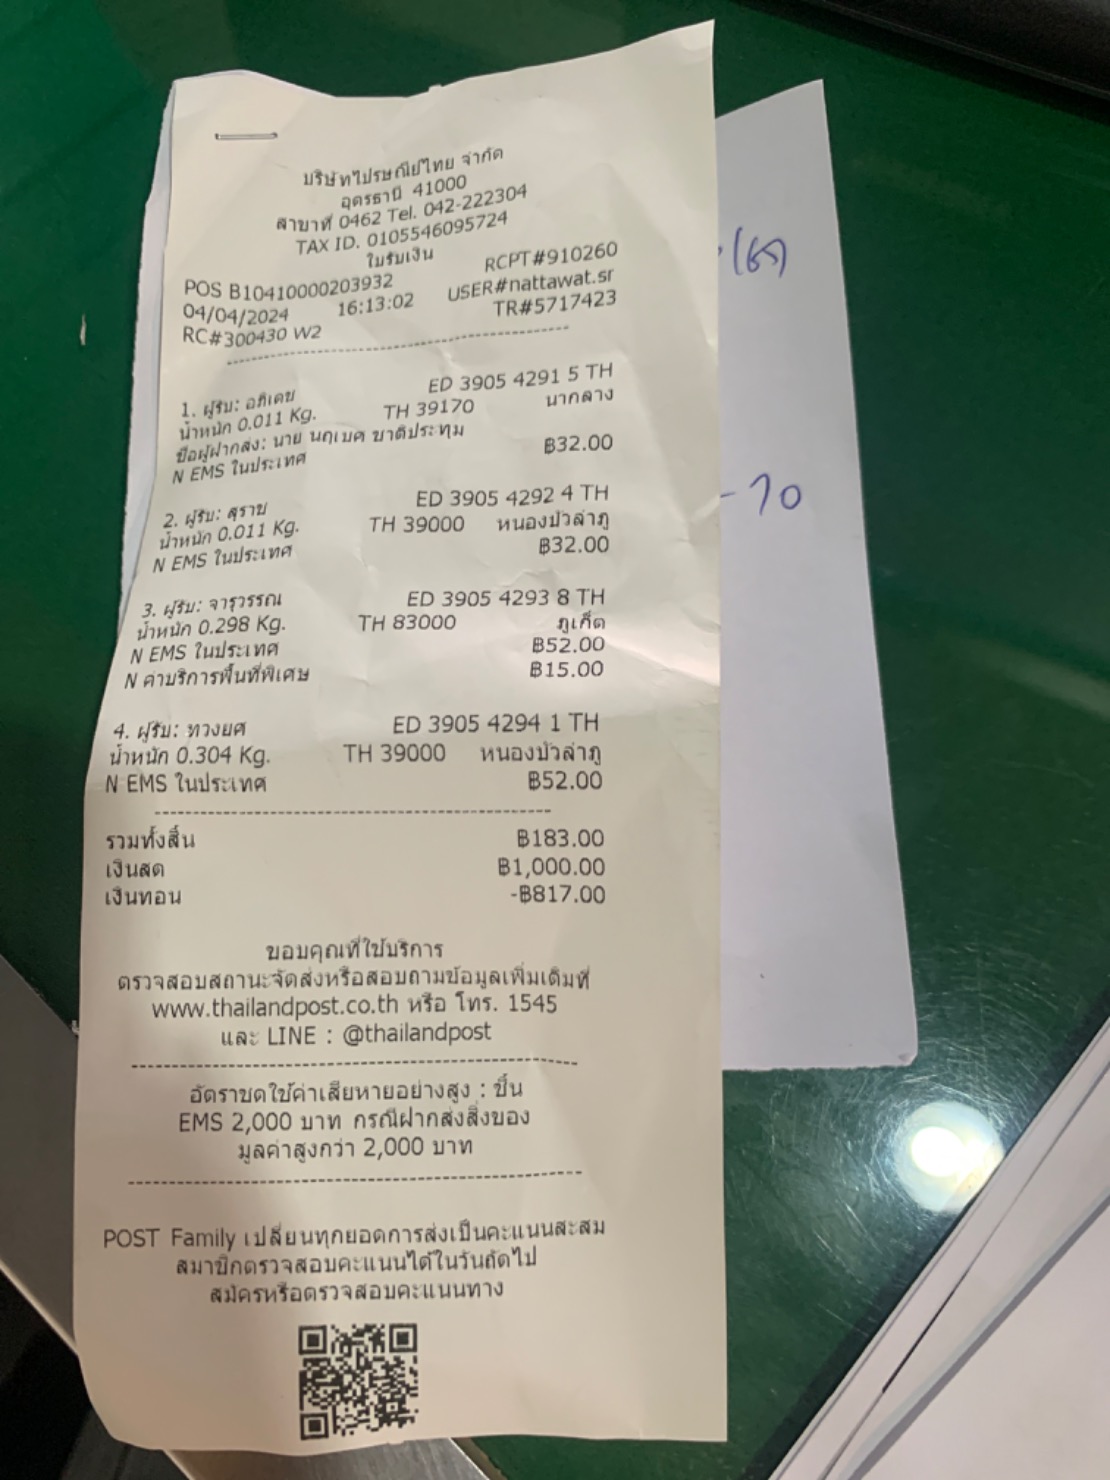 บริษัทไปรษณีย์ไทย จำกัด
อุดรธานี 41000
สาขาที่ 0462 Tel. 042-222304
TAX ID. 0105546095724
ใบรับเงิน
POS B10410000203932 RCPT#910260
04/04/2024 16:13:02 USER#nattawat.sr
RC#300430 W2 TR#5717423
1. ผู้รับ: อภิเดช ED 3905 4291 5 TH
น้ำหนัก 0.011 Kg. TH 39170 นากลาง
ชื่อผู้ฝากส่ง: นาย นฤเบศ ชาติประทุม
N EMS ในประเทศ ฿32.00
2. ผู้รับ: สุราช ED 3905 4292 4 TH
น้ำหนัก 0.011 Kg. TH 39000 หนองบัวลำภู
N EMS ในประเทศ ฿32.00
3. ผู้รับ: จารุวรรณ ED 3905 4293 8 TH
น้ำหนัก 0.298 Kg. TH 83000 ภูเก็ต
N EMS ในประเทศ ฿52.00
N ค่าบริการพื้นที่พิเศษ ฿15.00
4. ผู้รับ: ทวงยศ ED 3905 4294 1 TH
น้ำหนัก 0.304 Kg. TH 39000 หนองบัวลำภู
N EMS ในประเทศ ฿52.00
รวมทั้งสิ้น ฿183.00
เงินสด ฿1,000.00
เงินทอน -฿817.00
ขอบคุณที่ใช้บริการ
ตรวจสอบสถานะจัดส่งหรือสอบถามข้อมูลเพิ่มเติมที่
www.thailandpost.co.th หรือ โทร. 1545
และ LINE : @thailandpost
อัตราชดใช้ค่าเสียหายอย่างสูง : ชิ้น
EMS 2,000 บาท กรณีฝากส่งสิ่งของ
มูลค่าสูงกว่า 2,000 บาท
POST Family เปลี่ยนทุกยอดการส่งเป็นคะแนนสะสม
สมาชิกตรวจสอบคะแนนได้ในวันถัดไป
สมัครหรือตรวจสอบคะแนนทาง